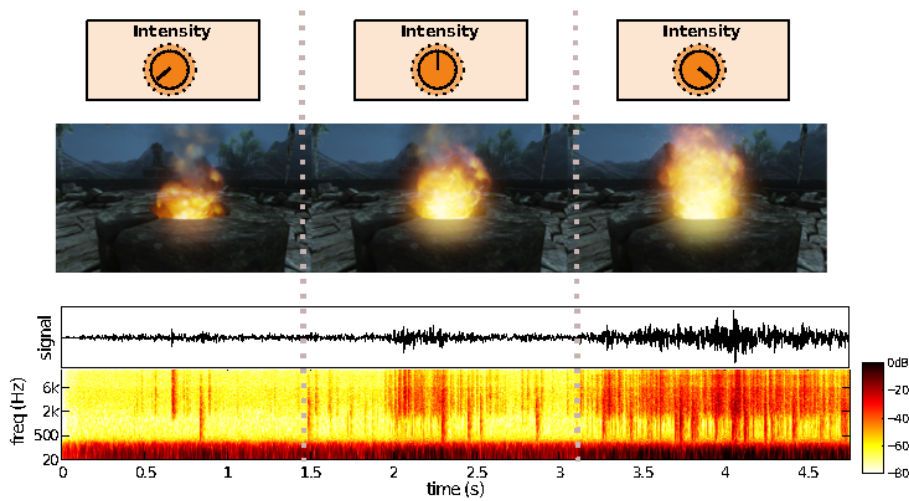 Intensity
Intensity
Intensity
signal
freq (Hz)
6k
2k
500
20
0 0.5 1 1.5 2 2.5 3 3.5 4 4.5
time (s)
0dB
−20
−40
−60
−80